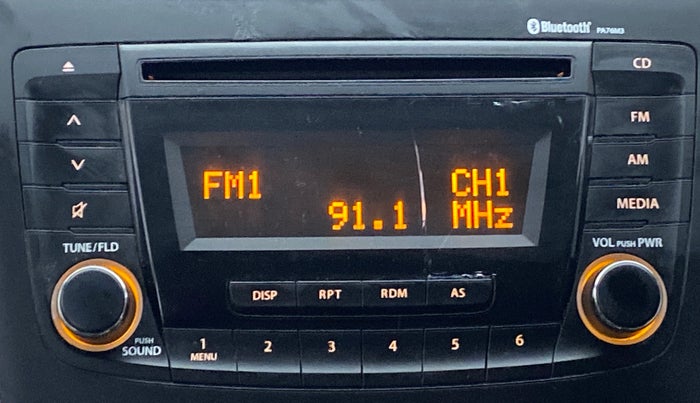 Bluetooth PA76M3
CD
FM
AM
MEDIA
FM1 CH1
91.1 MHz
TUNE/FLD
VOL PUSH PWR
DISP RPT RDM AS
PUSH
SOUND
1 2 3 4 5 6
MENU